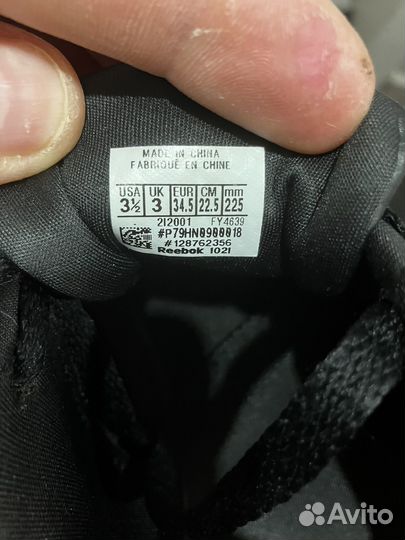 MADE IN CHINA
FABRIQUÉ EN CHINE
USA UK EUR CM mm
3½ 3 34.5 22.5 225
2I2001 FY4639
#P79HN0900018
#128762356
Reebok 1021
Avito